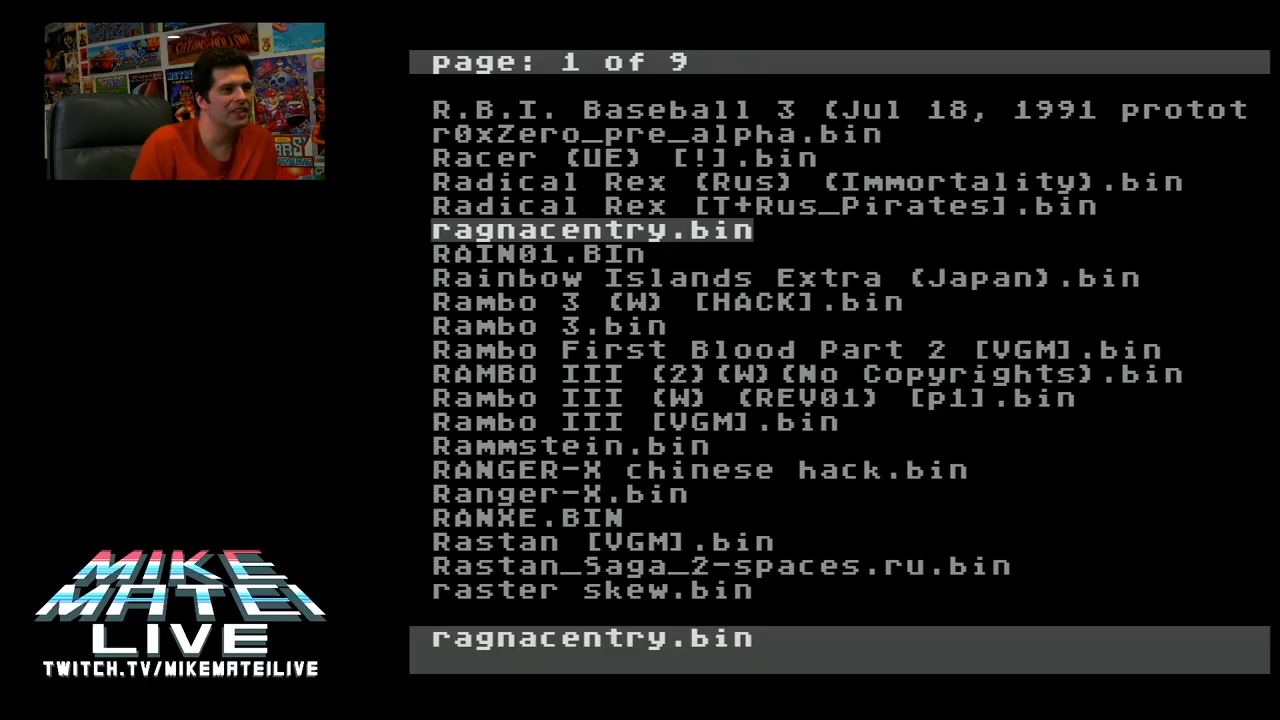 page: 1 of 9
R.B.I. Baseball 3 (Jul 18, 1991 protot
r0xZero_pre_alpha.bin
Racer (UE) [!].bin
Radical Rex (Rus) (Immortality).bin
Radical Rex [T+Rus_Pirates].bin
ragnacentry.bin
RAIN01.BIn
Rainbow Islands Extra (Japan).bin
Rambo 3 (W) [HACK].bin
Rambo 3.bin
Rambo First Blood Part 2 [VGM].bin
RAMBO III (2)(W)(No Copyrights).bin
Rambo III (W) (REV01) [p1].bin
Rambo III [VGM].bin
Rammstein.bin
RANGER-X chinese hack.bin
Ranger-X.bin
RANXE.BIN
Rastan [VGM].bin
Rastan_Saga_2-spaces.ru.bin
raster skew.bin
ragnacentry.bin
MIKE
MATEI
LIVE
TWITCH.TV/MIKEMATEILIVE